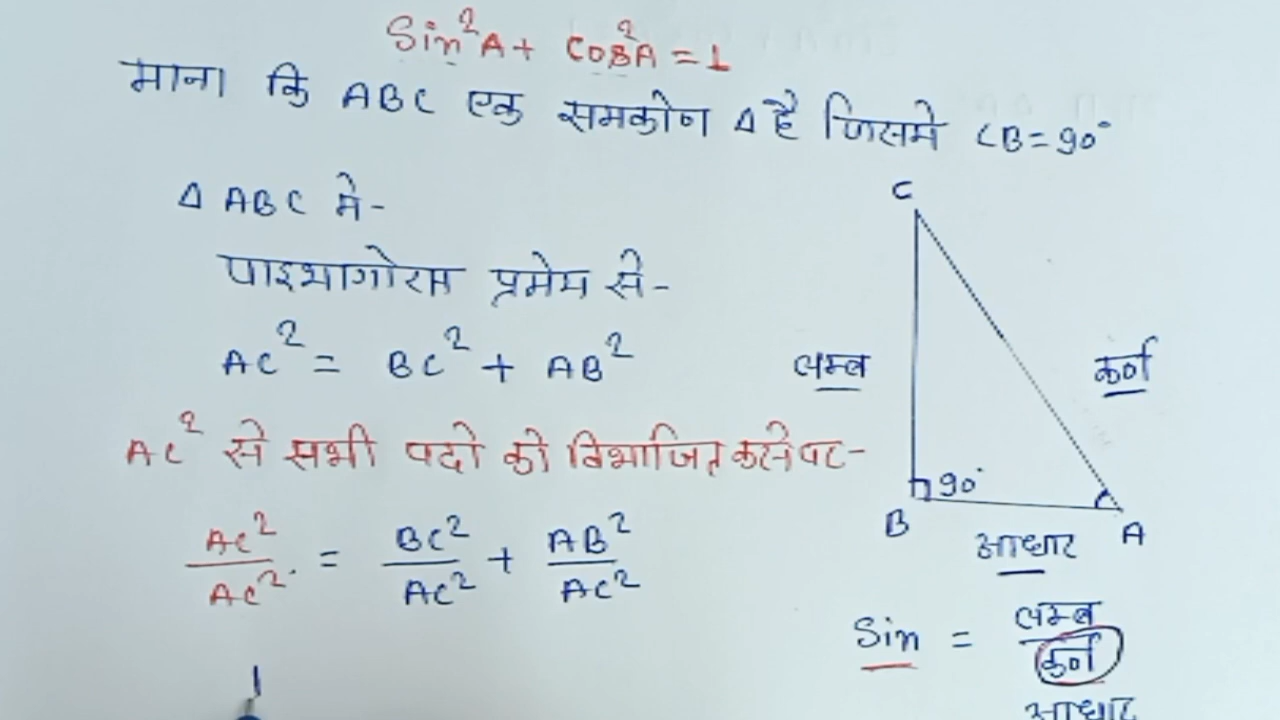 Sin²A + Cos²A = 1
माना कि ABC एक समकोण Δ है जिसमे ∠B = 90°
Δ ABC मे-
पाइथागोरस प्रमेय से-
AC² = BC² + AB²
AC² से सभी पदो को विभाजित करने पर-
AC²/AC² = BC²/AC² + AB²/AC²
1
C
लम्ब
कर्ण
90°
B
A
आधार
Sin = लम्ब/कर्ण
आधार